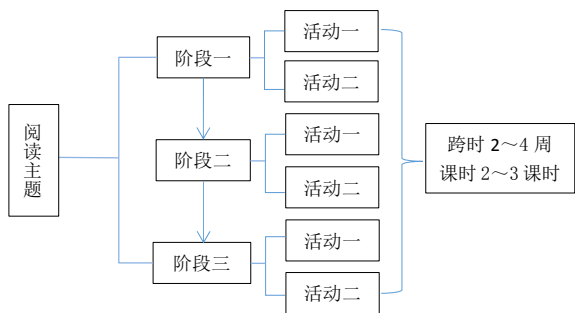 阅读主题
阶段一
活动一
活动二
阶段二
活动一
活动二
阶段三
活动一
活动二
跨时 2～4 周
课时 2～3 课时